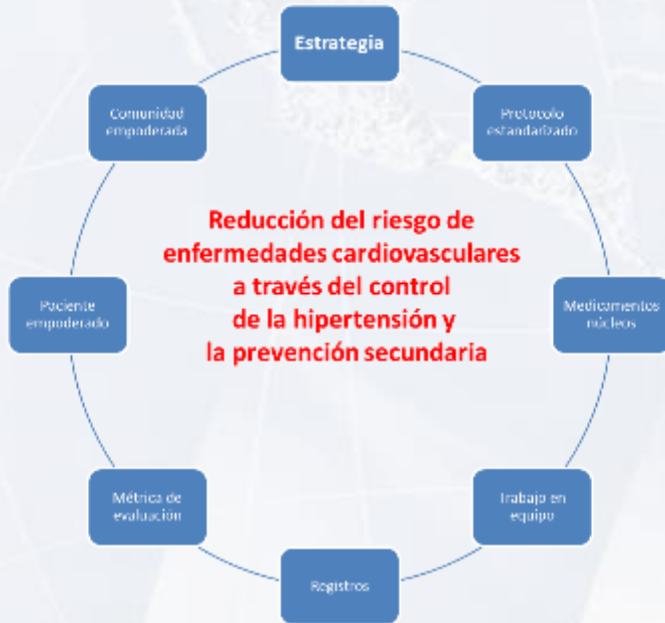 Estrategia
Comunidad
empoderada
Protocolo
estandarizado
Reducción del riesgo de
enfermedades cardiovasculares
a través del control
de la hipertensión y
la prevención secundaria
Paciente
empoderado
Medicamentos
núcleos
Métrica de
evaluación
Trabajo en
equipo
Registros